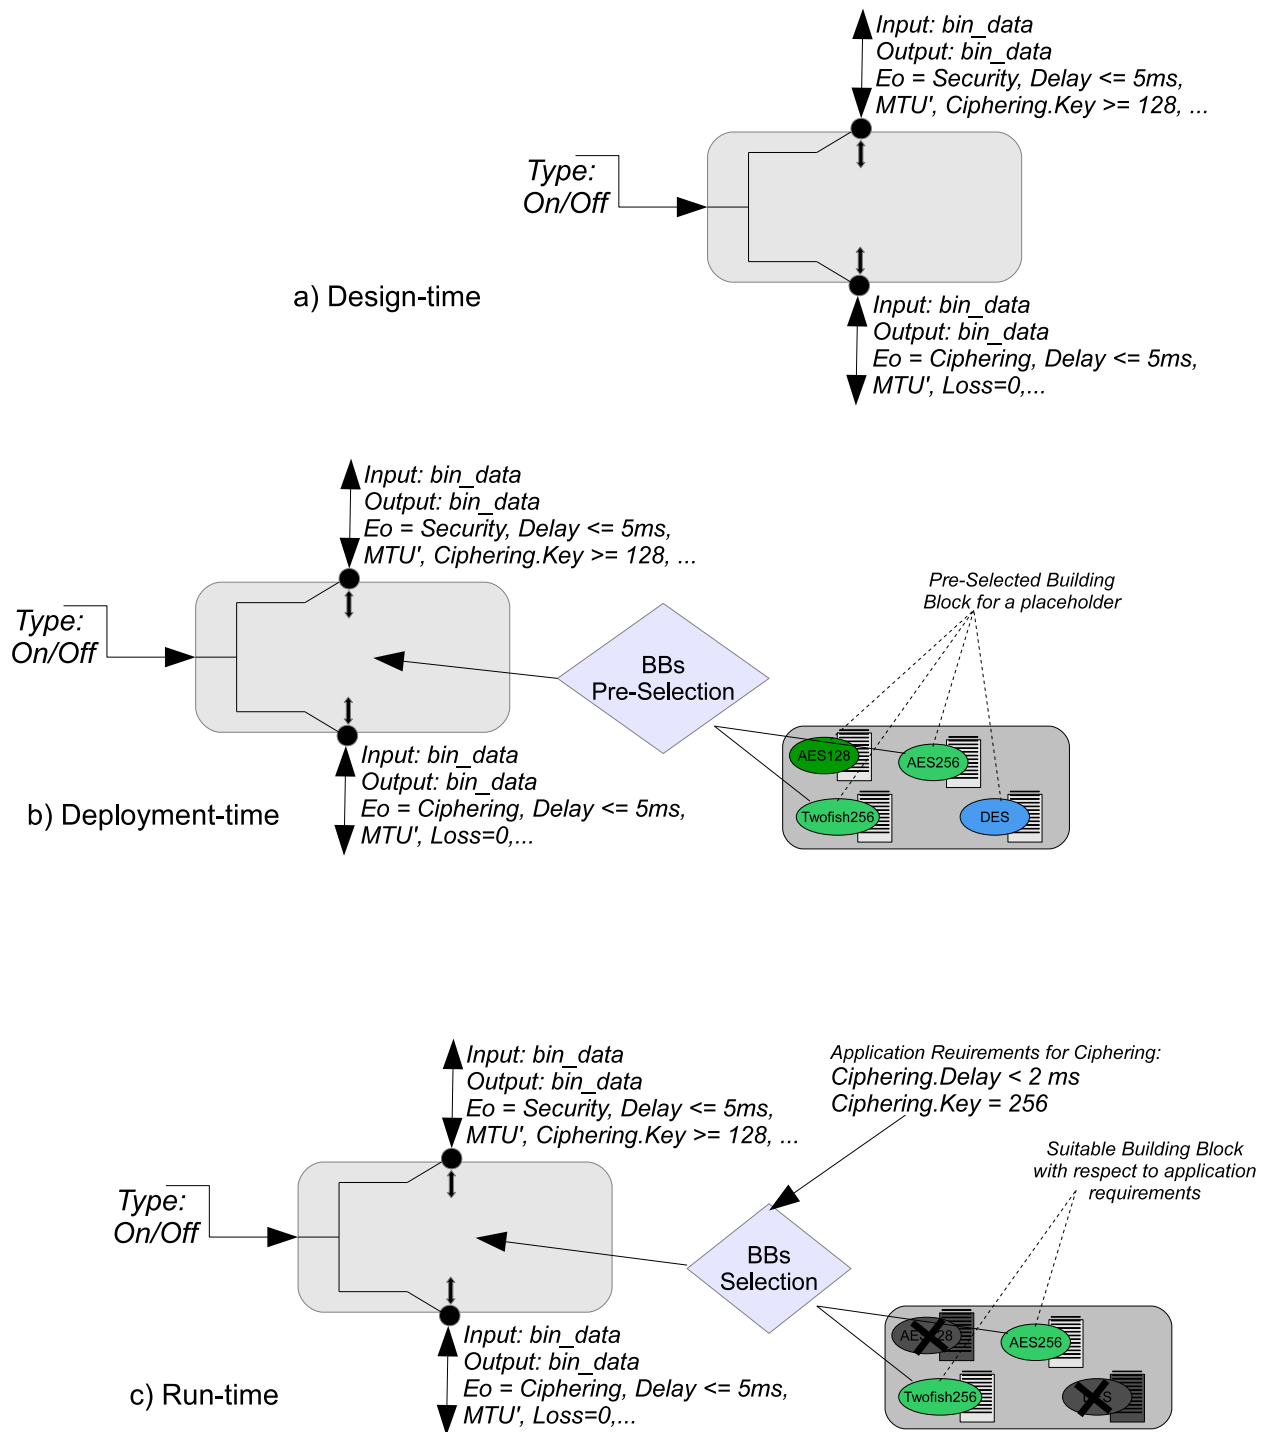 Input: bin_data
Output: bin_data
Eo = Security, Delay <= 5ms,
MTU', Ciphering.Key >= 128, ...
Type:
On/Off
a) Design-time
Input: bin_data
Output: bin_data
Eo = Ciphering, Delay <= 5ms,
MTU', Loss=0,...
Input: bin_data
Output: bin_data
Eo = Security, Delay <= 5ms,
MTU', Ciphering.Key >= 128, ...
Type:
On/Off
Pre-Selected Building
Block for a placeholder
BBs
Pre-Selection
AES128
AES256
Twofish256
DES
Input: bin_data
Output: bin_data
Eo = Ciphering, Delay <= 5ms,
MTU', Loss=0,...
b) Deployment-time
Input: bin_data
Output: bin_data
Eo = Security, Delay <= 5ms,
MTU', Ciphering.Key >= 128, ...
Application Reuirements for Ciphering:
Ciphering.Delay < 2 ms
Ciphering.Key = 256
Suitable Building Block
with respect to application
requirements
Type:
On/Off
BBs
Selection
AES256
Twofish256
Input: bin_data
Output: bin_data
Eo = Ciphering, Delay <= 5ms,
MTU', Loss=0,...
c) Run-time